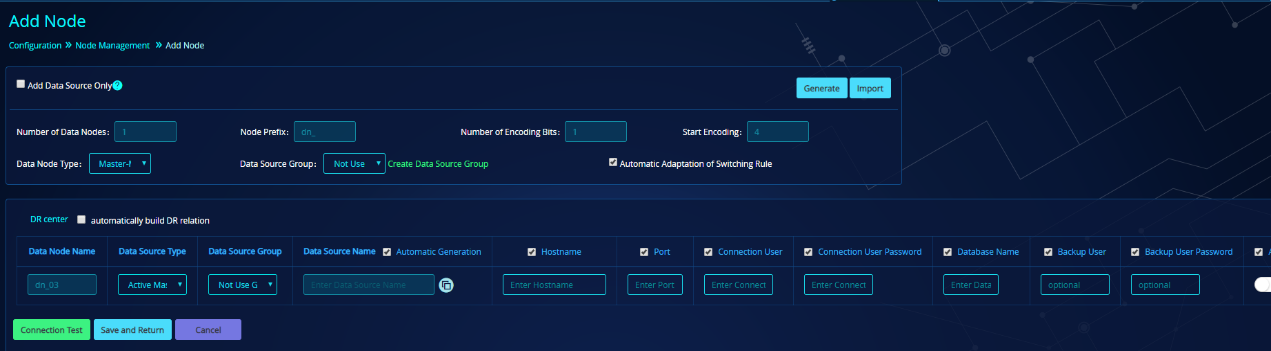 Add Node
Configuration » Node Management » Add Node
Add Data Source Only ?
Generate Import
Number of Data Nodes: 1 Node Prefix: dn_ Number of Encoding Bits: 1 Start Encoding: 4
Data Node Type: Master- Data Source Group: Not Use Create Data Source Group Automatic Adaptation of Switching Rule
DR center automatically build DR relation
Data Node Name Data Source Type Data Source Group Data Source Name Automatic Generation Hostname Port Connection User Connection User Password Database Name Backup User Backup User Password
dn_03 Active Mas Not Use G Enter Data Source Name Enter Hostname Enter Port Enter Connect Enter Connect Enter Data optional optional
Connection Test Save and Return Cancel